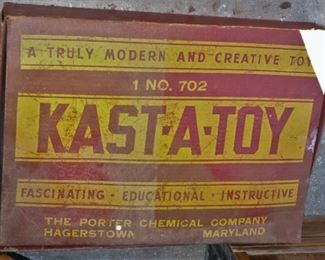 A TRULY MODERN AND CREATIVE TOY
1 NO. 702
KAST-A-TOY
FASCINATING · EDUCATIONAL · INSTRUCTIVE
THE PORTER CHEMICAL COMPANY
HAGERSTOWN MARYLAND